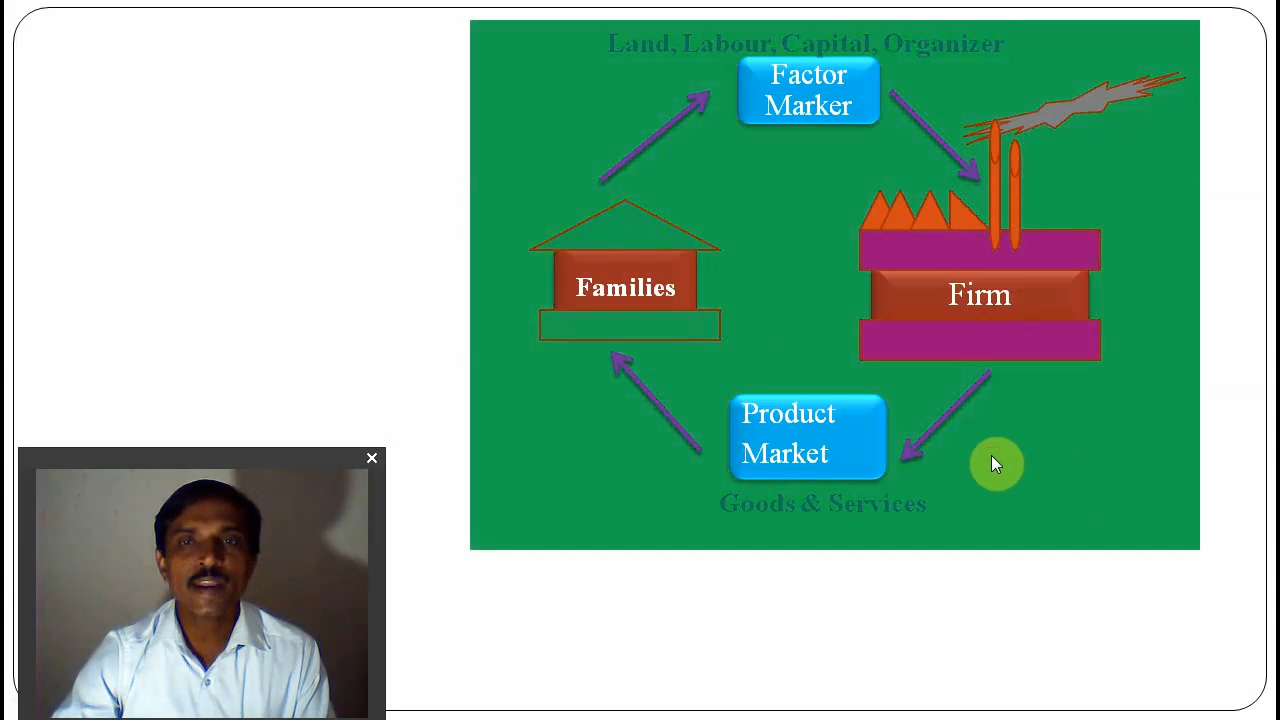 Land, Labour, Capital, Organizer
Factor
Marker
Families
Firm
Product
Market
Goods & Services